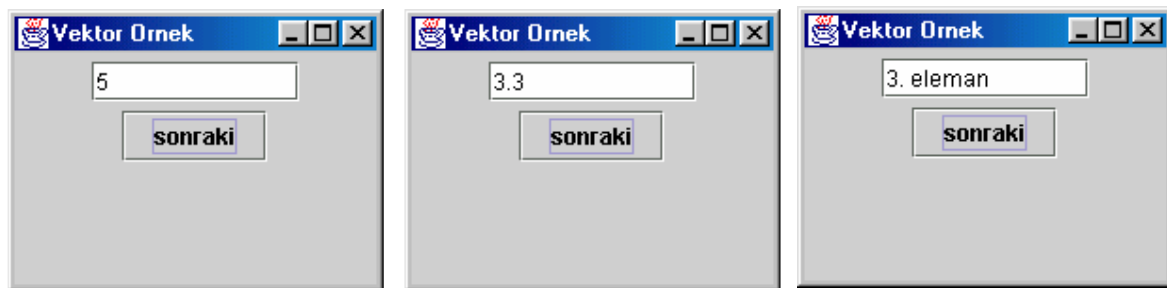 Vektor Ornek
5
sonraki
Vektor Ornek
3.3
sonraki
Vektor Ornek
3. eleman
sonraki